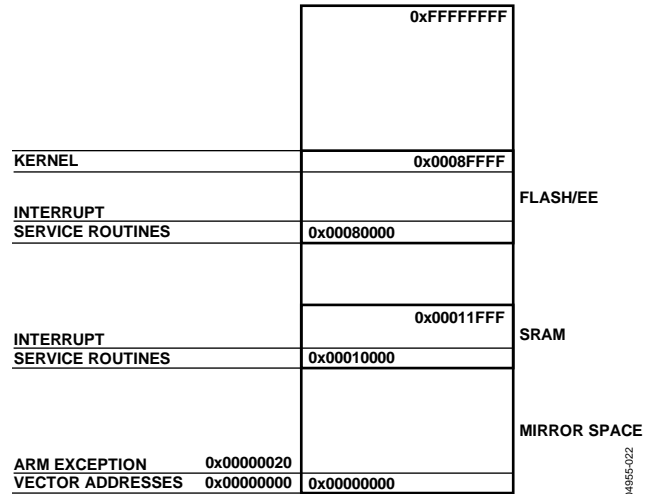 0xFFFFFFFF
KERNEL 0x0008FFFF
FLASH/EE
INTERRUPT
SERVICE ROUTINES 0x00080000
0x00011FFF
SRAM
INTERRUPT
SERVICE ROUTINES 0x00010000
MIRROR SPACE
ARM EXCEPTION 0x00000020
VECTOR ADDRESSES 0x00000000 0x00000000
04955-022